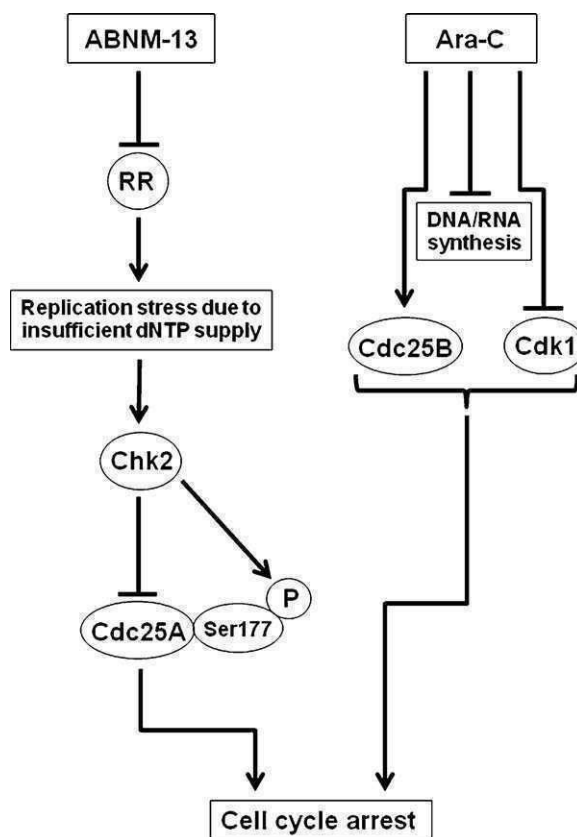 ABNM-13
Ara-C
RR
DNA/RNA
synthesis
Replication stress due to
insufficient dNTP supply
Cdc25B
Cdk1
Chk2
P
Cdc25A
Ser177
Cell cycle arrest